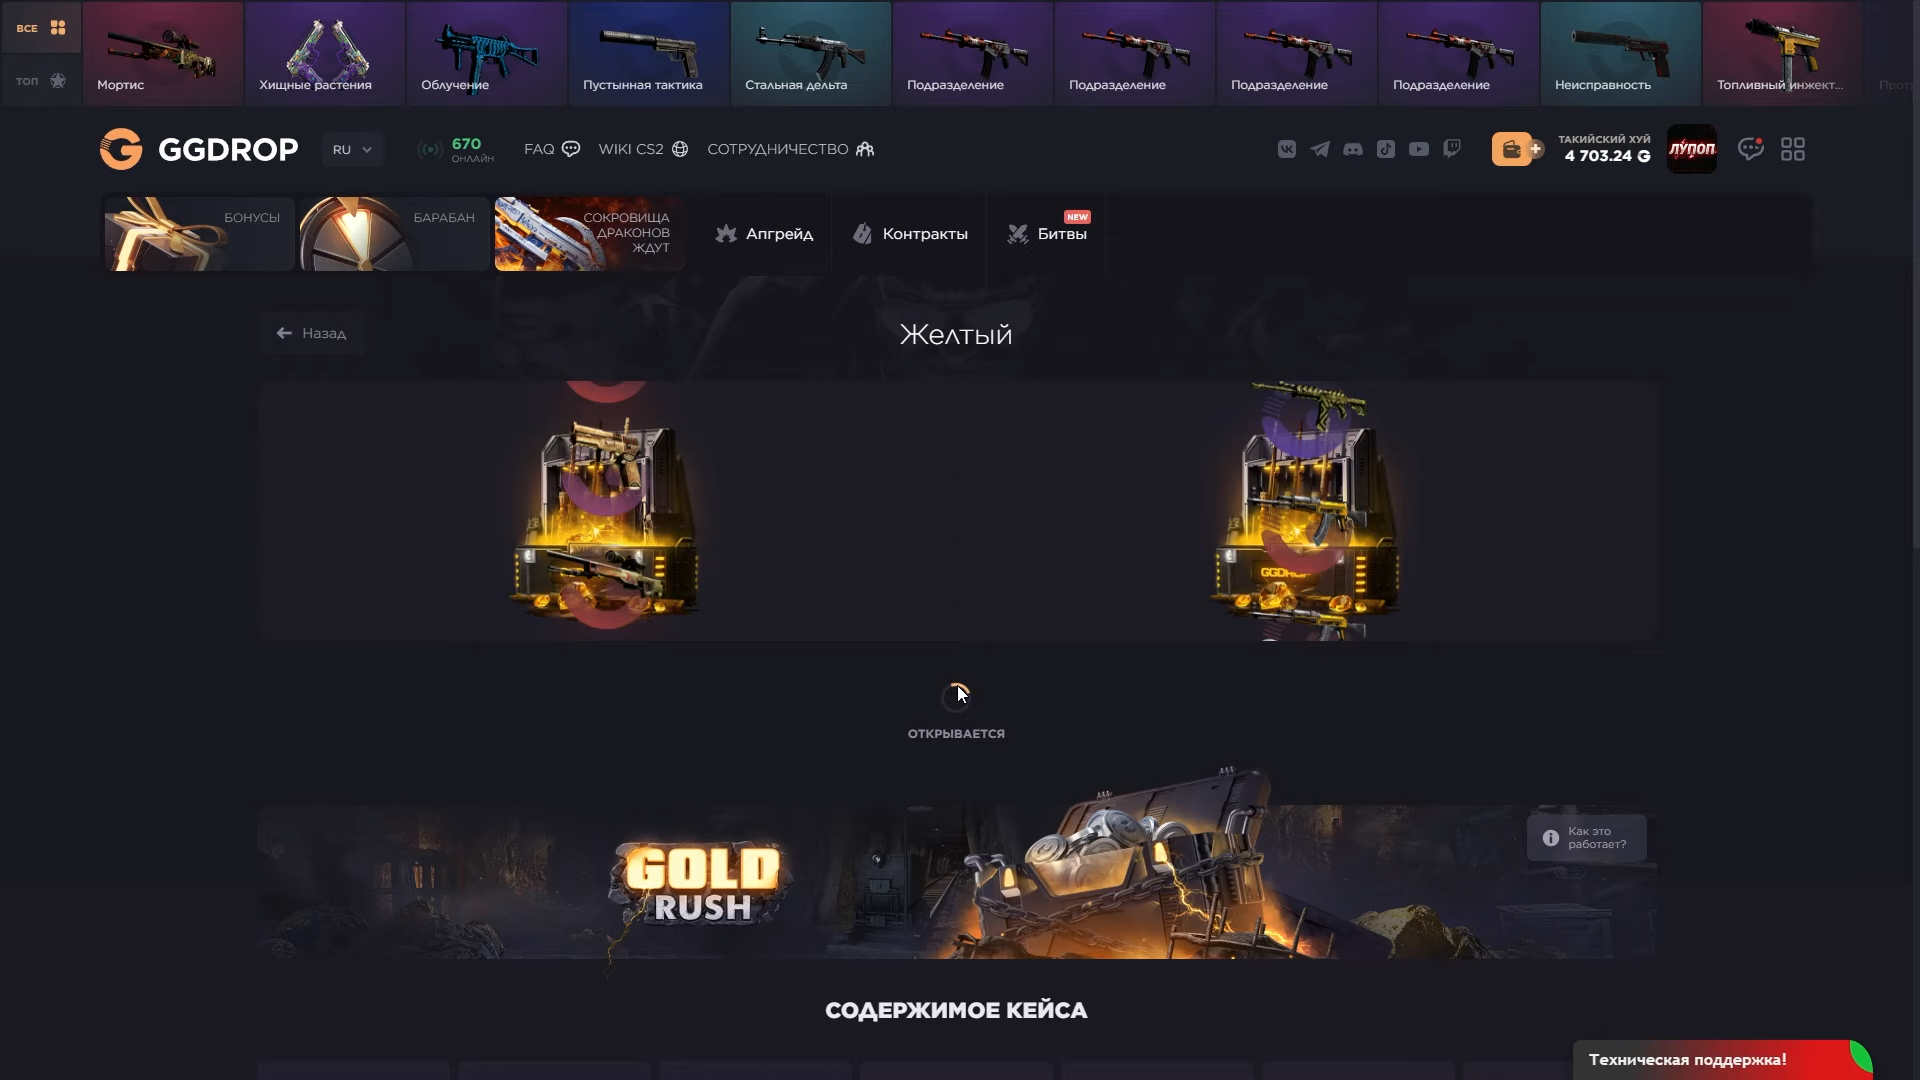 ВСЕ
ТОП
Мортис
Хищные растения
Облучение
Пустынная тактика
Стальная дельта
Подразделение
Подразделение
Подразделение
Подразделение
Неисправность
Топливный инжект...
GGDROP
RU
670
ОНЛАЙН
FAQ
WIKI CS2
СОТРУДНИЧЕСТВО
ТАКИЙСКИЙ ХУЙ
4 703.24 G
ЛУПОП
БОНУСЫ
БАРАБАН
СОКРОВИЩА
ДРАКОНОВ
ЖДУТ
Апгрейд
Контракты
NEW
Битвы
Назад
Желтый
ОТКРЫВАЕТСЯ
GOLD
RUSH
Как это
работает?
СОДЕРЖИМОЕ КЕЙСА
Техническая поддержка!